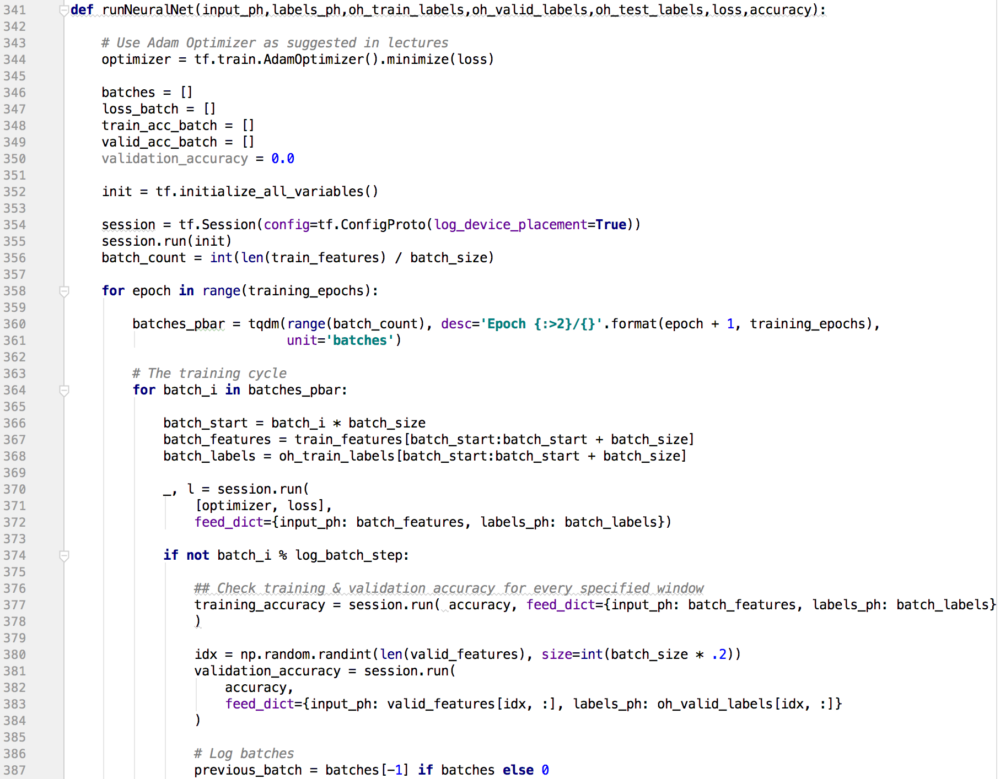 341 def runNeuralNet(input_ph,labels_ph,oh_train_labels,oh_valid_labels,oh_test_labels,loss,accuracy):
342
343     # Use Adam Optimizer as suggested in lectures
344     optimizer = tf.train.AdamOptimizer().minimize(loss)
345
346     batches = []
347     loss_batch = []
348     train_acc_batch = []
349     valid_acc_batch = []
350     validation_accuracy = 0.0
351
352     init = tf.initialize_all_variables()
353
354     session = tf.Session(config=tf.ConfigProto(log_device_placement=True))
355     session.run(init)
356     batch_count = int(len(train_features) / batch_size)
357
358     for epoch in range(training_epochs):
359
360         batches_pbar = tqdm(range(batch_count), desc='Epoch {:>2}/{}'.format(epoch + 1, training_epochs),
361                             unit='batches')
362
363         # The training cycle
364         for batch_i in batches_pbar:
365
366             batch_start = batch_i * batch_size
367             batch_features = train_features[batch_start:batch_start + batch_size]
368             batch_labels = oh_train_labels[batch_start:batch_start + batch_size]
369
370             _, l = session.run(
371                 [optimizer, loss],
372                 feed_dict={input_ph: batch_features, labels_ph: batch_labels})
373
374             if not batch_i % log_batch_step:
375
376                 ## Check training & validation accuracy for every specified window
377                 training_accuracy = session.run( accuracy, feed_dict={input_ph: batch_features, labels_ph: batch_labels}
378                 )
379
380                 idx = np.random.randint(len(valid_features), size=int(batch_size * .2))
381                 validation_accuracy = session.run(
382                     accuracy,
383                     feed_dict={input_ph: valid_features[idx, :], labels_ph: oh_valid_labels[idx, :]}
384                 )
385
386                 # Log batches
387                 previous_batch = batches[-1] if batches else 0